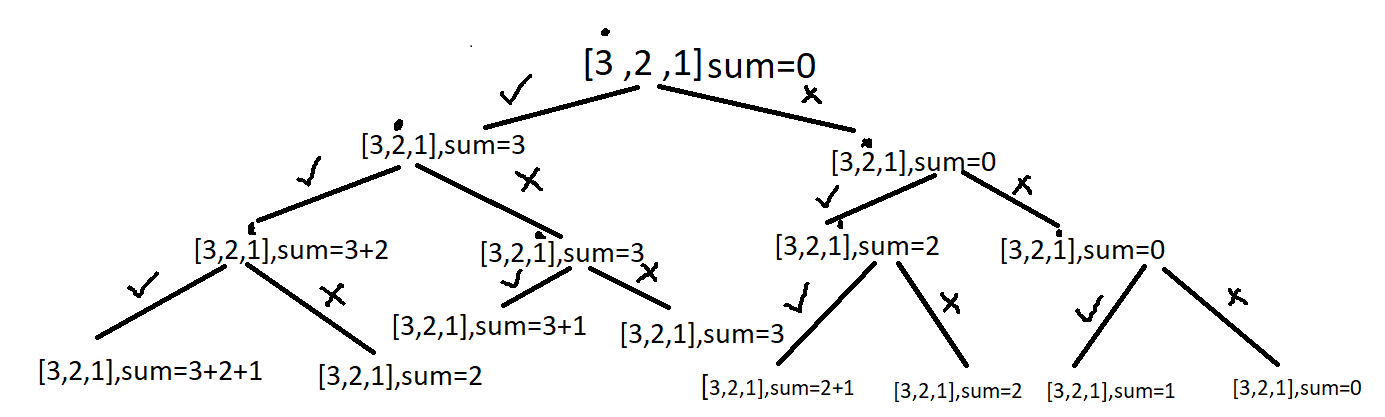 [3 ,2 ,1] sum=0
[3,2,1],sum=3
[3,2,1],sum=0
[3,2,1],sum=3+2
[3,2,1],sum=3
[3,2,1],sum=2
[3,2,1],sum=0
[3,2,1],sum=3+2+1
[3,2,1],sum=2
[3,2,1],sum=3+1
[3,2,1],sum=3
[3,2,1],sum=2+1
[3,2,1],sum=2
[3,2,1],sum=1
[3,2,1],sum=0